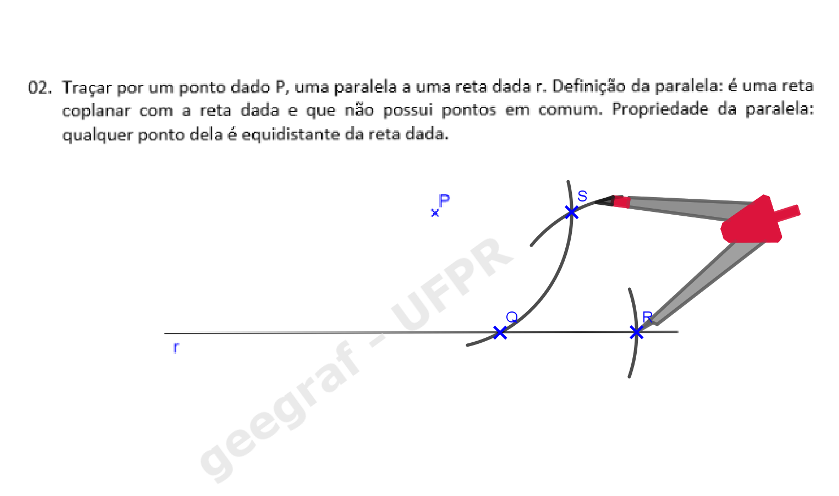 02. Traçar por um ponto dado P, uma paralela a uma reta dada r. Definição da paralela: é uma reta
coplanar com a reta dada e que não possui pontos em comum. Propriedade da paralela:
qualquer ponto dela é equidistante da reta dada.
P
S
Q
R
r
geegraf - UFPR